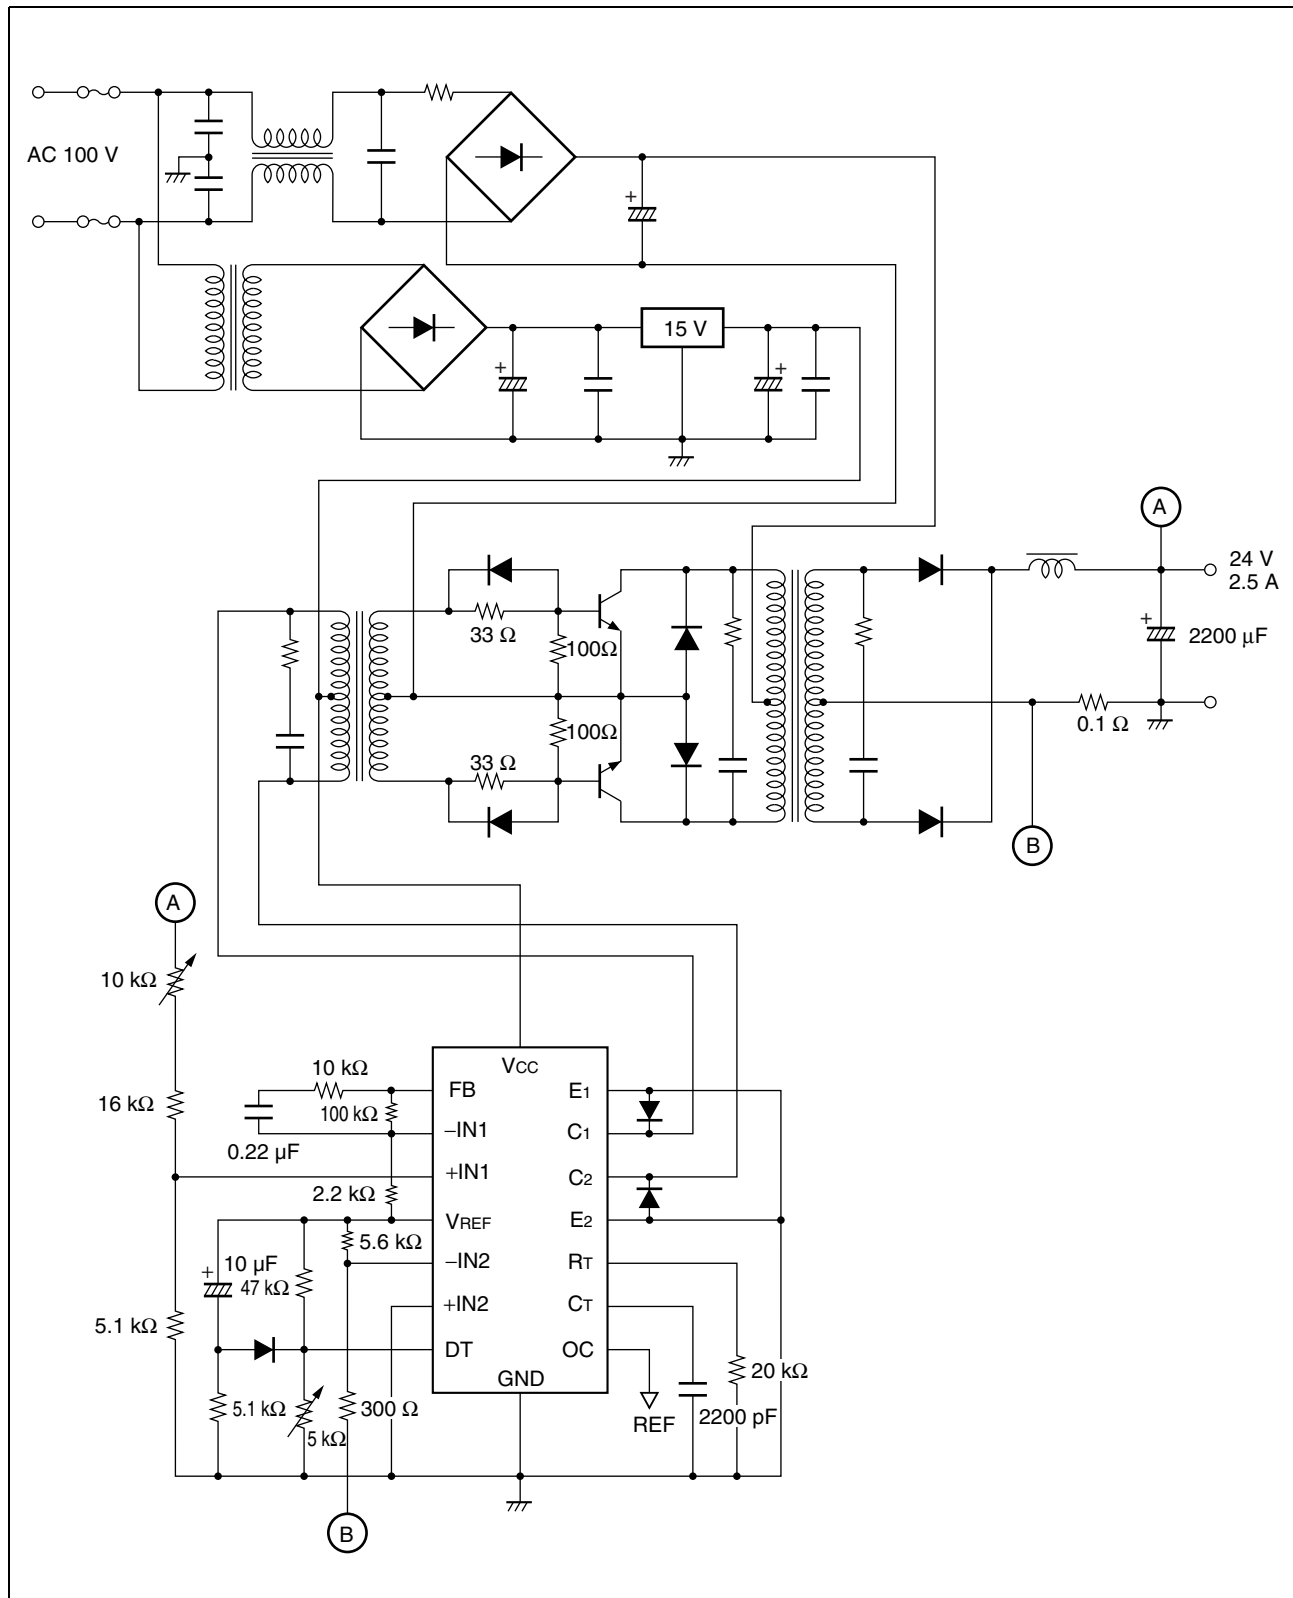 AC 100 V
15 V
A
24 V
2.5 A
33 Ω
100Ω
2200 µF
100Ω
0.1 Ω
33 Ω
B
A
10 kΩ
VCC
10 kΩ
FB
E1
16 kΩ
100 kΩ
−IN1
C1
0.22 µF
+IN1
C2
2.2 kΩ
VREF
E2
5.6 kΩ
10 µF
−IN2
RT
47 kΩ
+IN2
CT
5.1 kΩ
DT
OC
20 kΩ
GND
5.1 kΩ
300 Ω
REF
2200 pF
5 kΩ
B